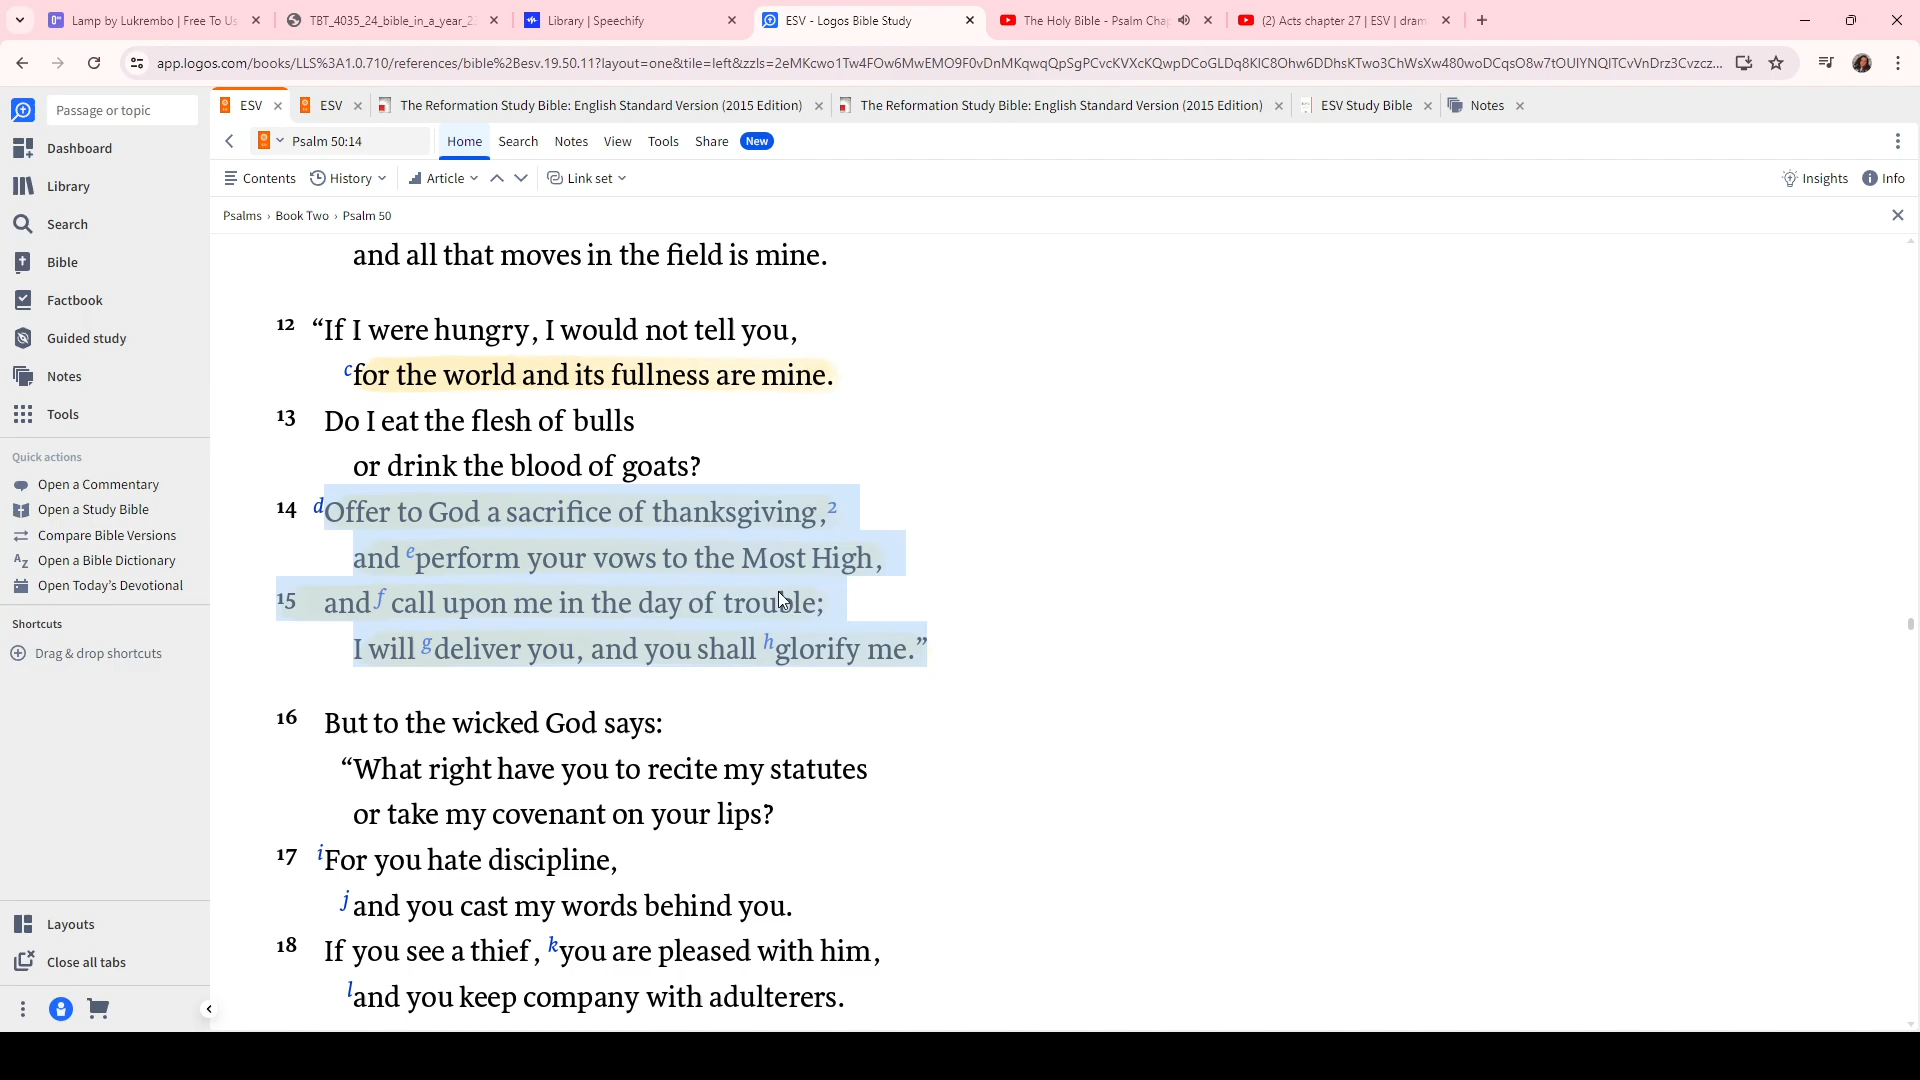 Lamp by Lukrembo | Free To Us
TBT_4035_24_bible_in_a_year_2
Library | Speechify
ESV - Logos Bible Study
The Holy Bible - Psalm Cha
(2) Acts chapter 27 | ESV | dram
app.logos.com/books/LLS%3A1.0.710/references/bible%2Besv.19.50.11?layout=one&tile=left&zzls=2eMKcwo1Tw4FOw6MwEMO9F0vDnMKqwqQpSgPCvcKVXcKQwpDCoGLDq8KIC8Ohw6DDhsKTwo3ChWsXw480woDCqsO8w7tOUlYNQlTCvVnDrz3Cvzcz...
Passage or topic
ESV
ESV
The Reformation Study Bible: English Standard Version (2015 Edition)
The Reformation Study Bible: English Standard Version (2015 Edition)
ESV Study Bible
Notes
Psalm 50:14
Home
Search
Notes
View
Tools
Share
New
Contents
History
Article
Link set
Insights
Info
Psalms › Book Two › Psalm 50
Dashboard
Library
Search
Bible
Factbook
Guided study
Notes
Tools
Quick actions
Open a Commentary
Open a Study Bible
Compare Bible Versions
Open a Bible Dictionary
Open Today's Devotional
Shortcuts
Drag & drop shortcuts
Layouts
Close all tabs
and all that moves in the field is mine.
12 “If I were hungry, I would not tell you,
c for the world and its fullness are mine.
13 Do I eat the flesh of bulls
or drink the blood of goats?
14 d Offer to God a sacrifice of thanksgiving, 2
and e perform your vows to the Most High,
15 and f call upon me in the day of trouble;
I will g deliver you, and you shall h glorify me.”
16 But to the wicked God says:
“What right have you to recite my statutes
or take my covenant on your lips?
17 i For you hate discipline,
j and you cast my words behind you.
18 If you see a thief, k you are pleased with him,
l and you keep company with adulterers.